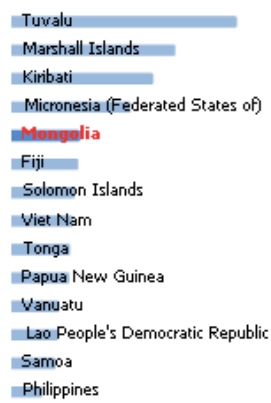 Tuvalu
Marshall Islands
Kiribati
Micronesia (Federated States of)
Mongolia
Fiji
Solomon Islands
Viet Nam
Tonga
Papua New Guinea
Vanuatu
Lao People's Democratic Republic
Samoa
Philippines